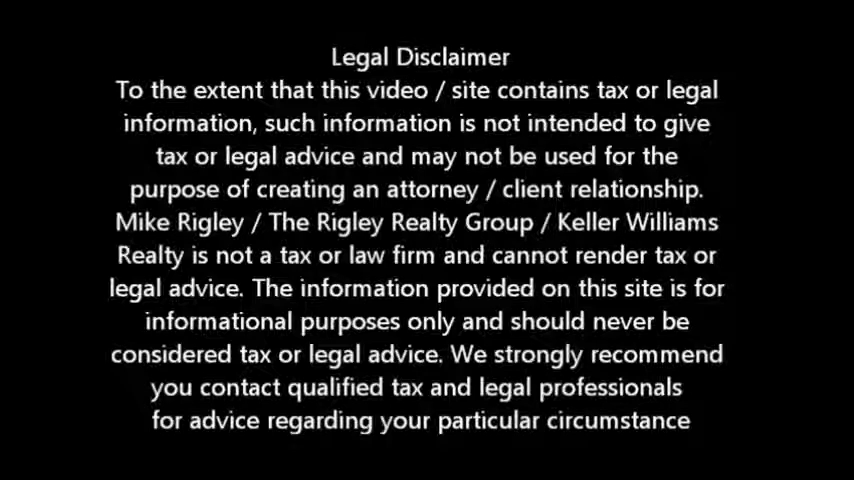 Legal Disclaimer
To the extent that this video / site contains tax or legal
information, such information is not intended to give
tax or legal advice and may not be used for the
purpose of creating an attorney / client relationship.
Mike Rigley / The Rigley Realty Group / Keller Williams
Realty is not a tax or law firm and cannot render tax or
legal advice. The information provided on this site is for
informational purposes only and should never be
considered tax or legal advice. We strongly recommend
you contact qualified tax and legal professionals
for advice regarding your particular circumstance